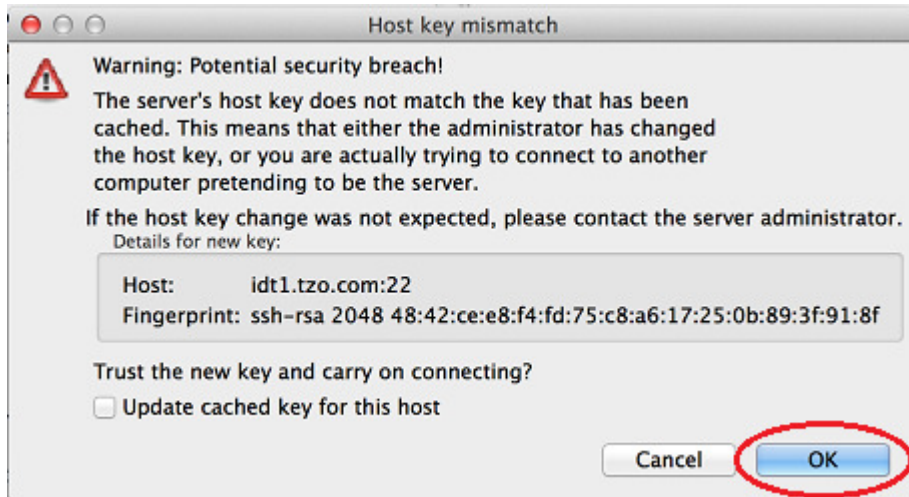 Host key mismatch
Warning: Potential security breach!
The server's host key does not match the key that has been
cached. This means that either the administrator has changed
the host key, or you are actually trying to connect to another
computer pretending to be the server.
If the host key change was not expected, please contact the server administrator.
Details for new key:
Host: idt1.tzo.com:22
Fingerprint: ssh-rsa 2048 48:42:ce:e8:f4:fd:75:c8:a6:17:25:0b:89:3f:91:8f
Trust the new key and carry on connecting?
Update cached key for this host
Cancel OK